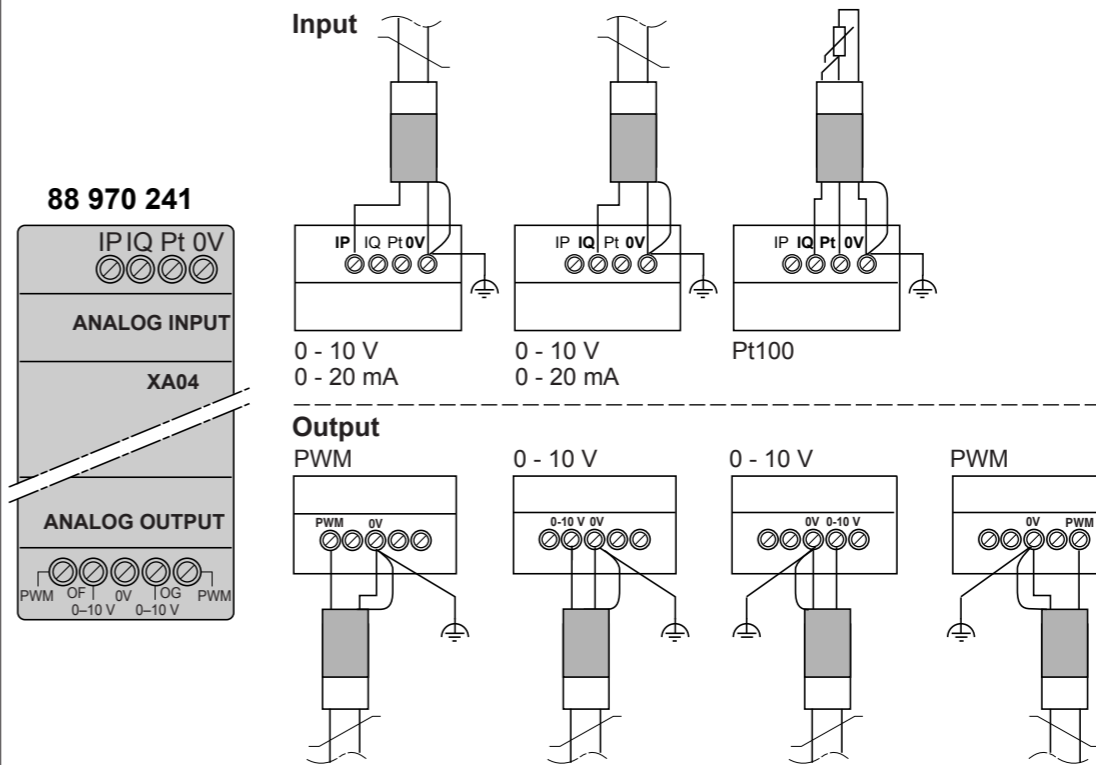 88 970 241
IP IQ Pt 0V
ANALOG INPUT
XA04
ANALOG OUTPUT
PWM OF 0V OG PWM
0–10 V 0–10 V
Input
IP IQ Pt 0V
0 - 10 V
0 - 20 mA
IP IQ Pt 0V
0 - 10 V
0 - 20 mA
IP IQ Pt 0V
Pt100
Output
PWM
PWM 0V
0 - 10 V
0-10 V 0V
0 - 10 V
0V 0-10 V
PWM
0V PWM